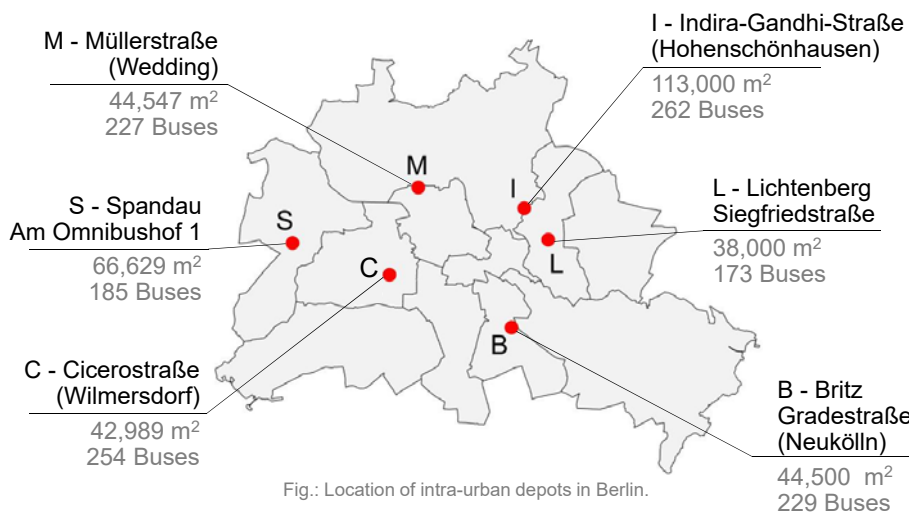 M - Müllerstraße
(Wedding)
44,547 m²
227 Buses
I - Indira-Gandhi-Straße
(Hohenschönhausen)
113,000 m²
262 Buses
S - Spandau
Am Omnibushof 1
66,629 m²
185 Buses
L - Lichtenberg
Siegfriedstraße
38,000 m²
173 Buses
C - Cicerostraße
(Wilmersdorf)
42,989 m²
254 Buses
B - Britz
Gradestraße
(Neukölln)
44,500 m²
229 Buses
M
I
S
C
L
B
Fig.: Location of intra-urban depots in Berlin.